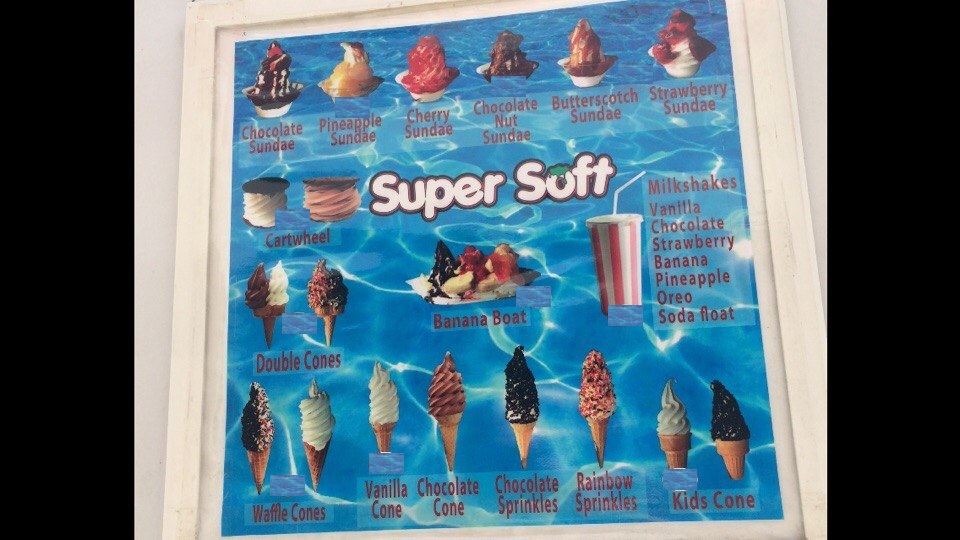 Chocolate
Sundae
Pineapple
Sundae
Cherry
Sundae
Chocolate
Nut
Sundae
Butterscotch
Sundae
Strawberry
Sundae
Super Soft
Cartwheel
Milkshakes
Vanilla
Chocolate
Strawberry
Banana
Pineapple
Oreo
Soda float
Banana Boat
Double Cones
Waffle Cones
Vanilla
Cone
Chocolate
Cone
Chocolate
Sprinkles
Rainbow
Sprinkles
Kids Cone